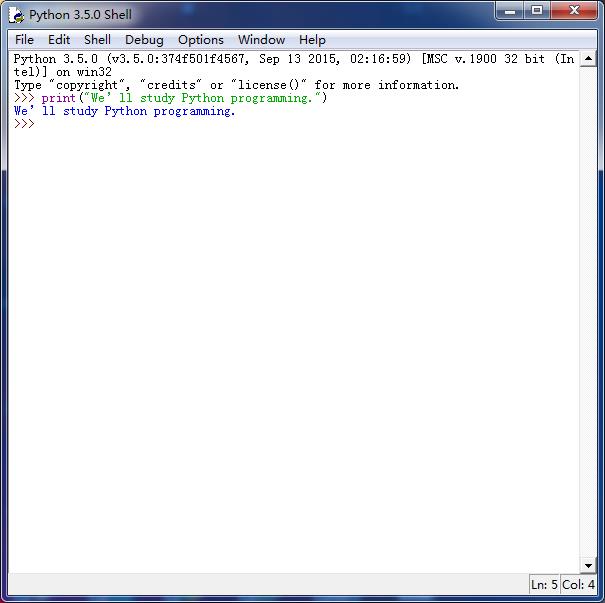 Python 3.5.0 Shell
File Edit Shell Debug Options Window Help
Python 3.5.0 (v3.5.0:374f501f4567, Sep 13 2015, 02:16:59) [MSC v.1900 32 bit (In
tel)] on win32
Type "copyright", "credits" or "license()" for more information.
>>> print("We'll study Python programming.")
We'll study Python programming.
>>>
Ln: 5 Col: 4